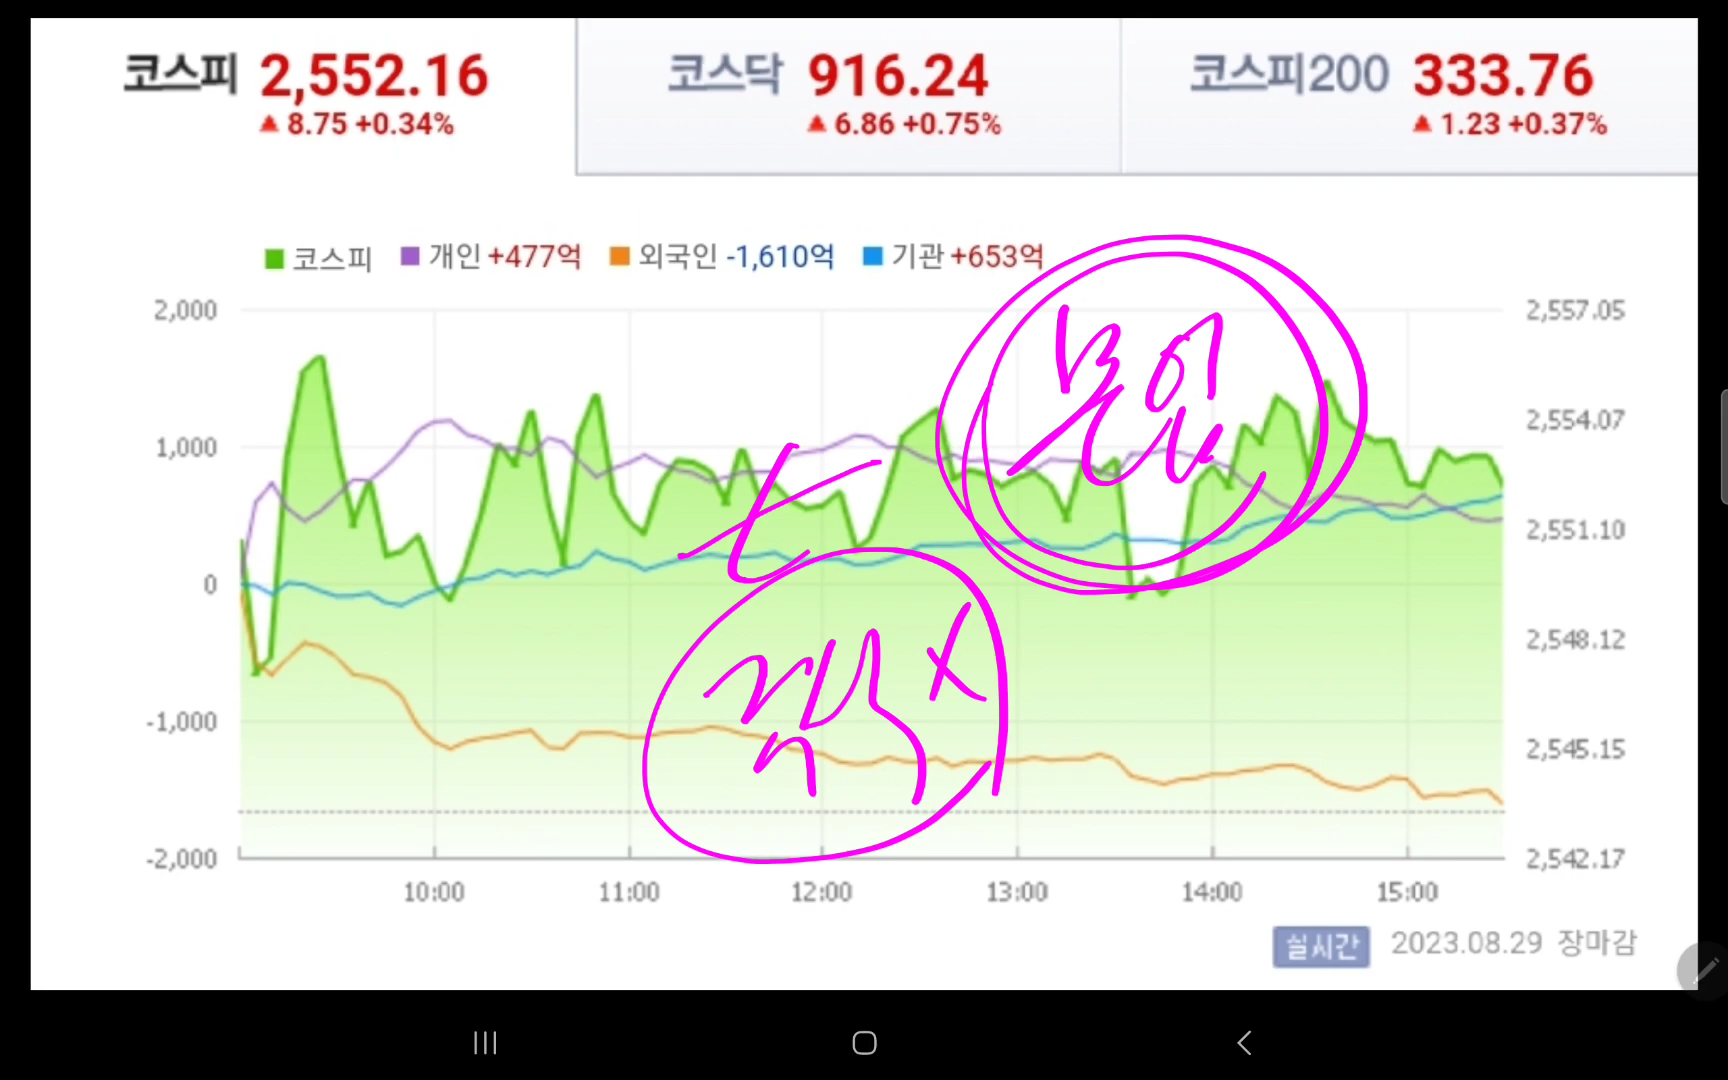 코스피 2,552.16
▲ 8.75 +0.34%
코스닥 916.24
▲ 6.86 +0.75%
코스피200 333.76
▲ 1.23 +0.37%
코스피 개인 +477억 외국인 -1,610억 기관 +653억
2,000
1,000
0
-1,000
-2,000
2,557.05
2,554.07
2,551.10
2,548.12
2,545.15
2,542.17
10:00 11:00 12:00 13:00 14:00 15:00
실시간 2023.08.29 장마감